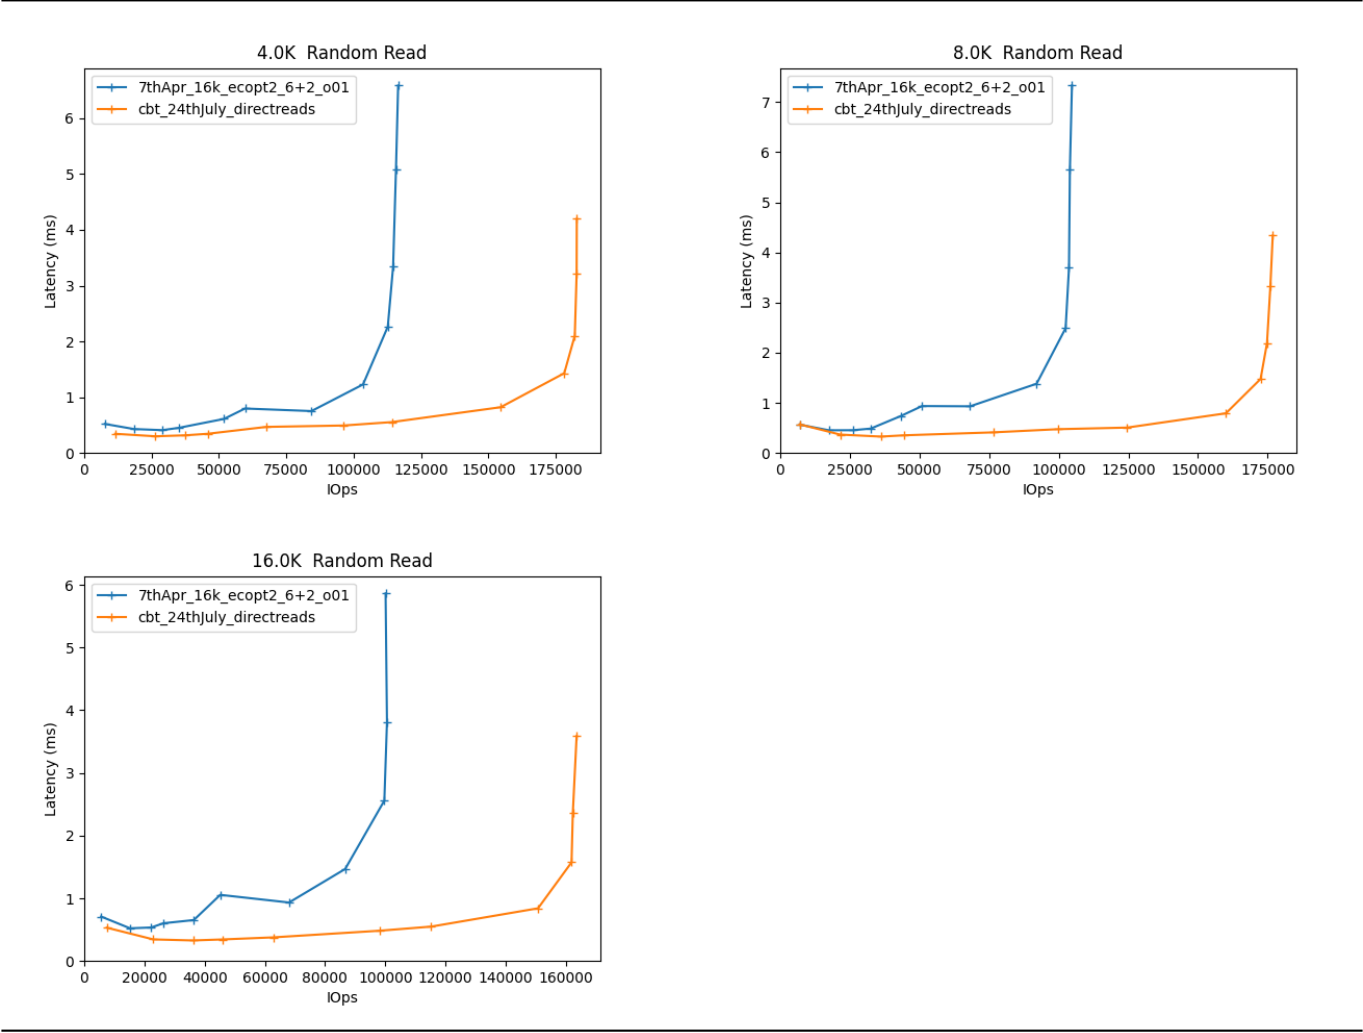 4.0K  Random Read
7thApr_16k_ecopt2_6+2_o01
cbt_24thJuly_directreads
6
5
4
3
2
1
0
Latency (ms)
0 25000 50000 75000 100000 125000 150000 175000
IOps
8.0K  Random Read
7thApr_16k_ecopt2_6+2_o01
cbt_24thJuly_directreads
7
6
5
4
3
2
1
0
Latency (ms)
0 25000 50000 75000 100000 125000 150000 175000
IOps
16.0K  Random Read
7thApr_16k_ecopt2_6+2_o01
cbt_24thJuly_directreads
6
5
4
3
2
1
0
Latency (ms)
0 20000 40000 60000 80000 100000 120000 140000 160000
IOps